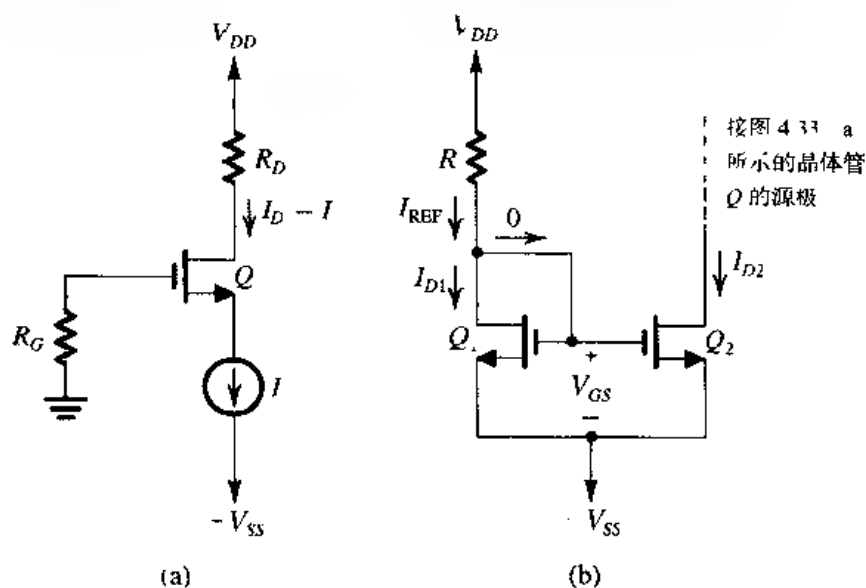 V_DD
R_D
I_D - I
Q
R_G
I
- V_SS
(a)
V_DD
R
I_REF
0
I_D1
I_D2
Q
Q_2
+
V_GS
-
V_SS
接图 4.33 a
所示的晶体管
Q 的源极
(b)